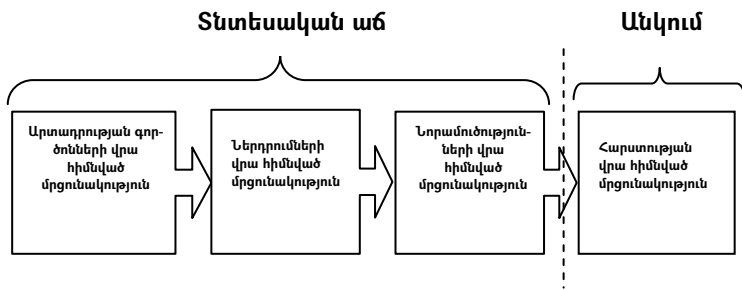 Տնտեսական աճ
Անկում
Արտադրության գոր-
ծոնների վրա
հիմնված
մրցունակություն
Ներդրումների
վրա հիմնված
մրցունակություն
Նորամուծություն-
ների վրա
հիմնված
մրցունակություն
Հարստության
վրա հիմնված
մրցունակություն